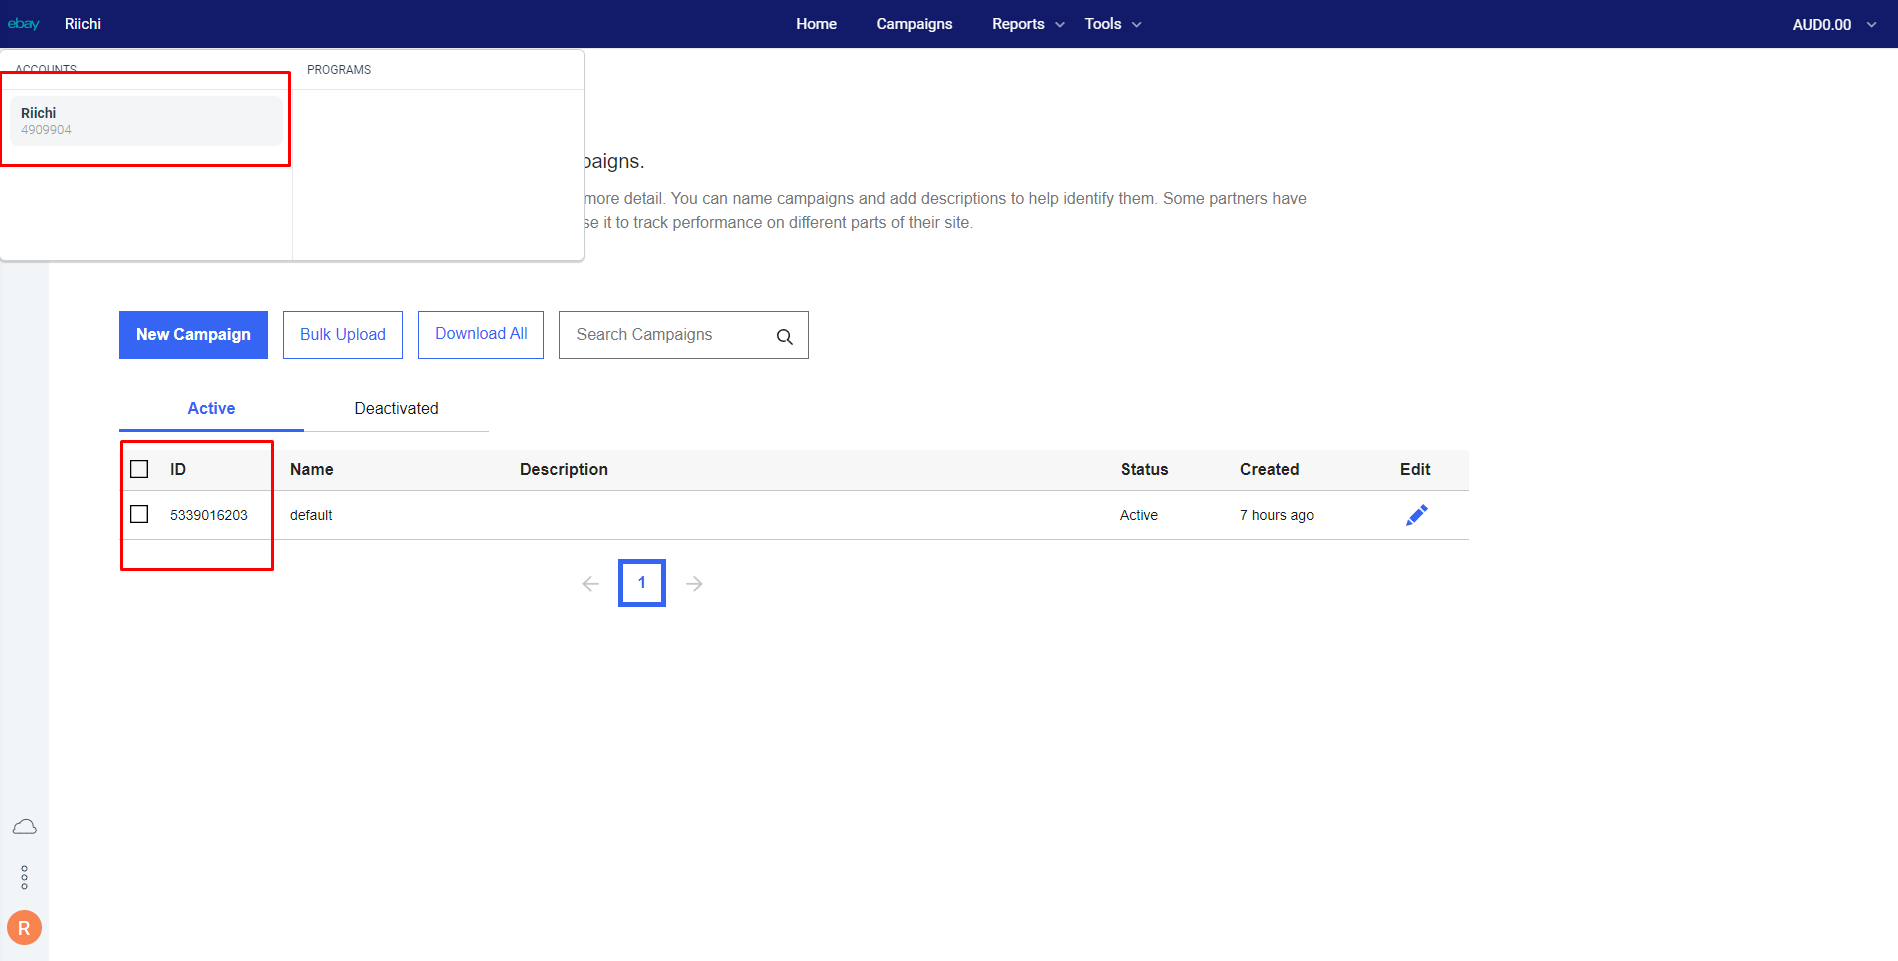 ebay Riichi Home Campaigns Reports Tools AUD0.00
ACCOUNTS PROGRAMS
Riichi
4909904
paigns.
more detail. You can name campaigns and add descriptions to help identify them. Some partners have
se it to track performance on different parts of their site.
New Campaign Bulk Upload Download All Search Campaigns
Active Deactivated
ID Name Description Status Created Edit
5339016203 default Active 7 hours ago
1
R